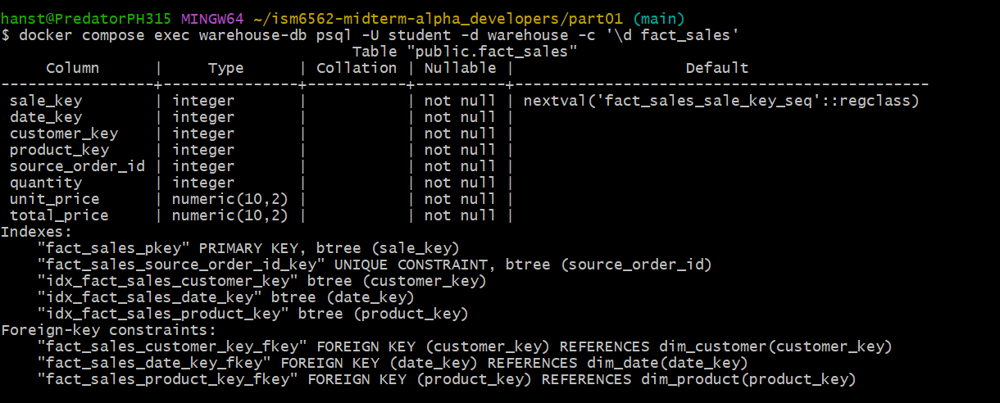 hanst@PredatorPH315 MINGW64 ~/ism6562-midterm-alpha_developers/part01 (main)
$ docker compose exec warehouse-db psql -U student -d warehouse -c '\d fact_sales'
                                      Table "public.fact_sales"
     Column      |     Type      | Collation | Nullable |                   Default
-----------------+---------------+-----------+----------+----------------------------------------------
 sale_key        | integer       |           | not null | nextval('fact_sales_sale_key_seq'::regclass)
 date_key        | integer       |           | not null |
 customer_key    | integer       |           | not null |
 product_key     | integer       |           | not null |
 source_order_id | integer       |           | not null |
 quantity        | integer       |           | not null |
 unit_price      | numeric(10,2) |           | not null |
 total_price     | numeric(10,2) |           | not null |
Indexes:
    "fact_sales_pkey" PRIMARY KEY, btree (sale_key)
    "fact_sales_source_order_id_key" UNIQUE CONSTRAINT, btree (source_order_id)
    "idx_fact_sales_customer_key" btree (customer_key)
    "idx_fact_sales_date_key" btree (date_key)
    "idx_fact_sales_product_key" btree (product_key)
Foreign-key constraints:
    "fact_sales_customer_key_fkey" FOREIGN KEY (customer_key) REFERENCES dim_customer(customer_key)
    "fact_sales_date_key_fkey" FOREIGN KEY (date_key) REFERENCES dim_date(date_key)
    "fact_sales_product_key_fkey" FOREIGN KEY (product_key) REFERENCES dim_product(product_key)